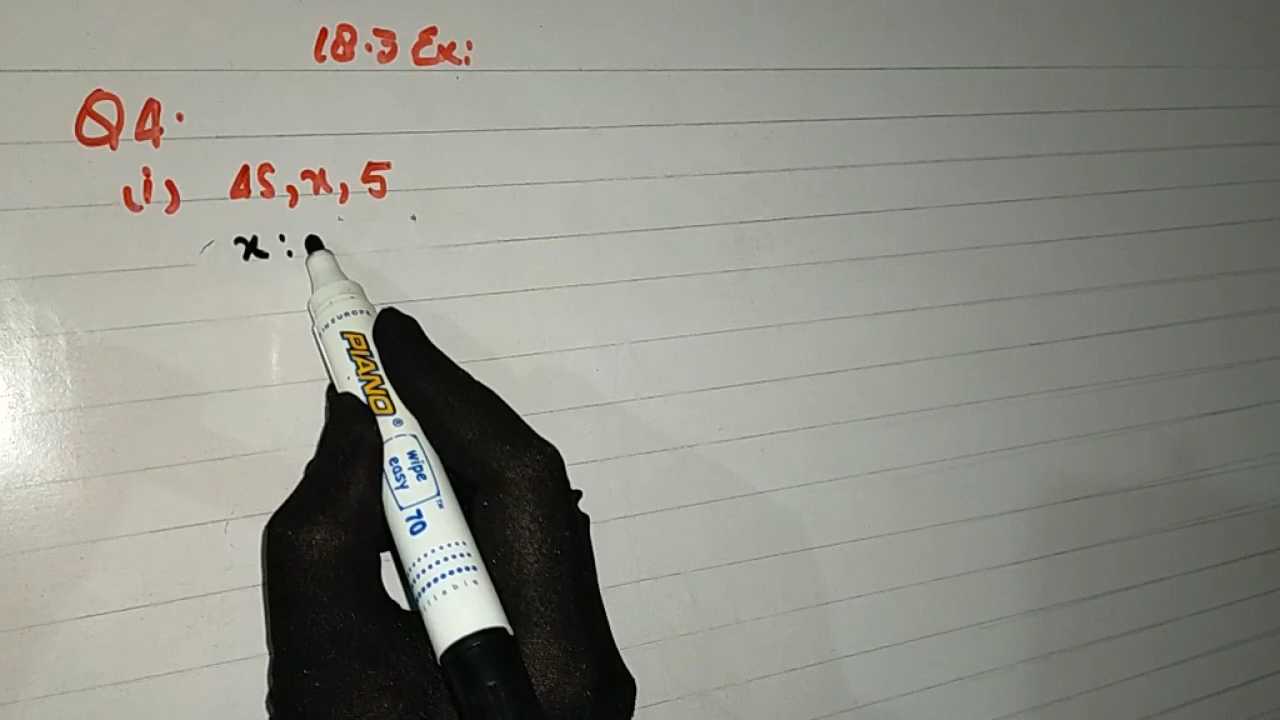 18.3 Ex:
Q4.
(i) 45, x, 5
x :
PIANO ®
wipe
easy
70